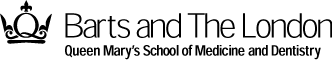 Barts and The London
Queen Mary's School of Medicine and Dentistry